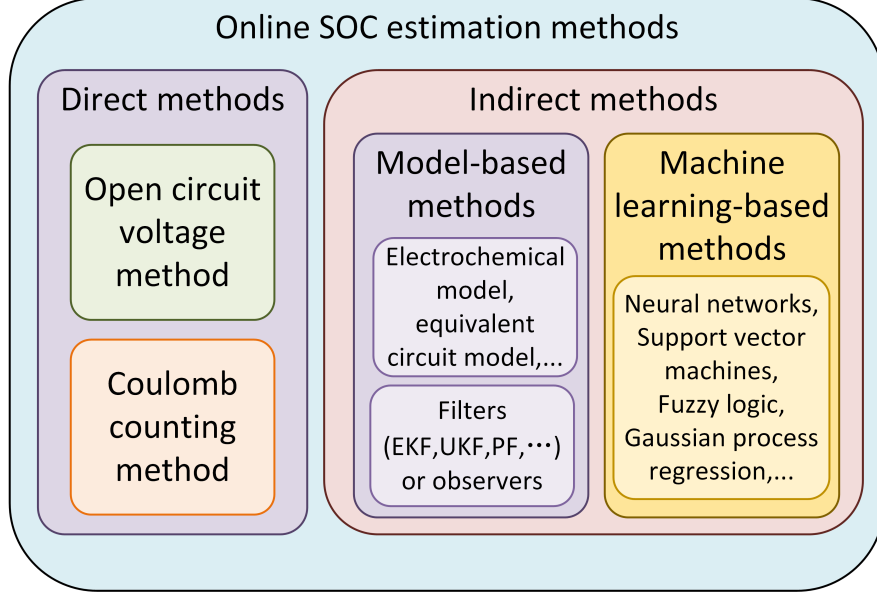 Online SOC estimation methods
Direct methods
Open circuit
voltage
method
Coulomb
counting
method
Indirect methods
Model-based
methods
Electrochemical
model,
equivalent
circuit model,...
Filters
(EKF,UKF,PF,⋯)
or observers
Machine
learning-based
methods
Neural networks,
Support vector
machines,
Fuzzy logic,
Gaussian process
regression,...